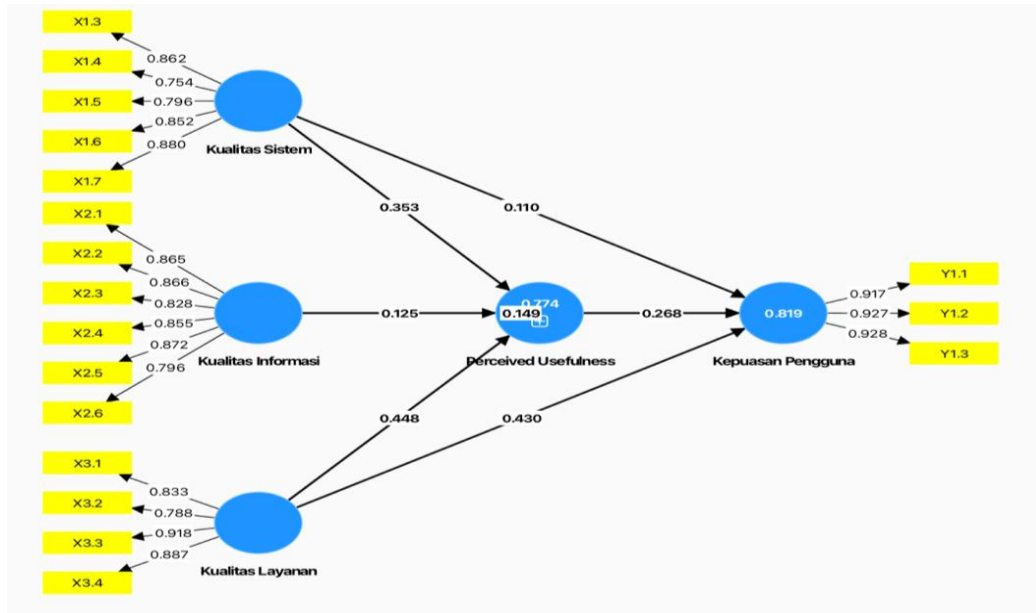 X1.3
0.862
X1.4
0.754
X1.5
0.796
X1.6
0.852
X1.7
0.880
Kualitas Sistem
X2.1
0.865
X2.2
0.866
X2.3
0.828
X2.4
0.855
X2.5
0.872
X2.6
0.796
Kualitas Informasi
X3.1
0.833
X3.2
0.788
X3.3
0.918
X3.4
0.887
Kualitas Layanan
0.353
0.110
0.125
0.774
0.149
Perceived Usefulness
0.268
0.448
0.430
0.819
Kepuasan Pengguna
0.917
Y1.1
0.927
Y1.2
0.928
Y1.3